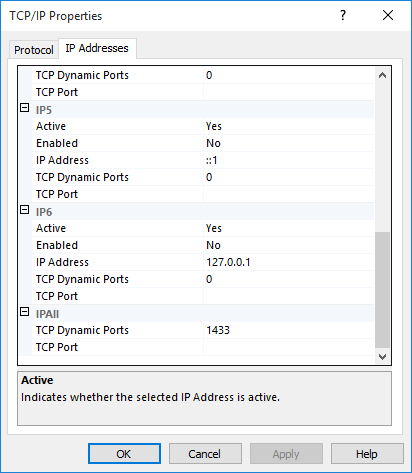 TCP/IP Properties
? X
Protocol IP Addresses
TCP Dynamic Ports 0
TCP Port
IP5
Active Yes
Enabled No
IP Address ::1
TCP Dynamic Ports 0
TCP Port
IP6
Active Yes
Enabled No
IP Address 127.0.0.1
TCP Dynamic Ports 0
TCP Port
IPAll
TCP Dynamic Ports 1433
TCP Port
Active
Indicates whether the selected IP Address is active.
OK Cancel Apply Help